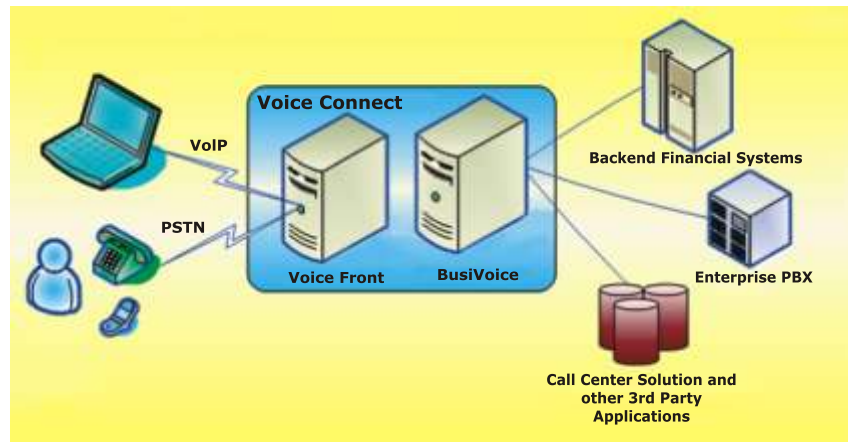 Voice Connect
VoIP
PSTN
Voice Front
BusiVoice
Backend Financial Systems
Enterprise PBX
Call Center Solution and
other 3rd Party
Applications